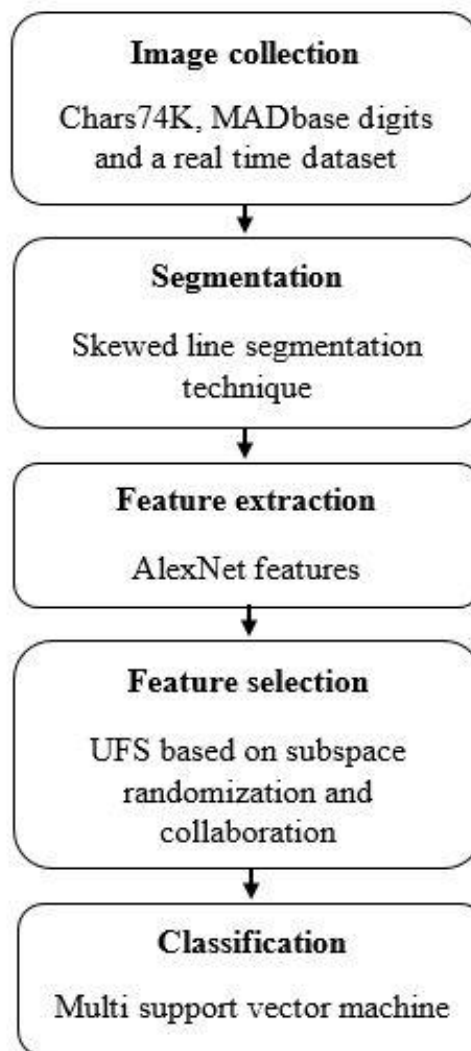 Image collection
Chars74K, MADbase digits
and a real time dataset
Segmentation
Skewed line segmentation
technique
Feature extraction
AlexNet features
Feature selection
UFS based on subspace
randomization and
collaboration
Classification
Multi support vector machine